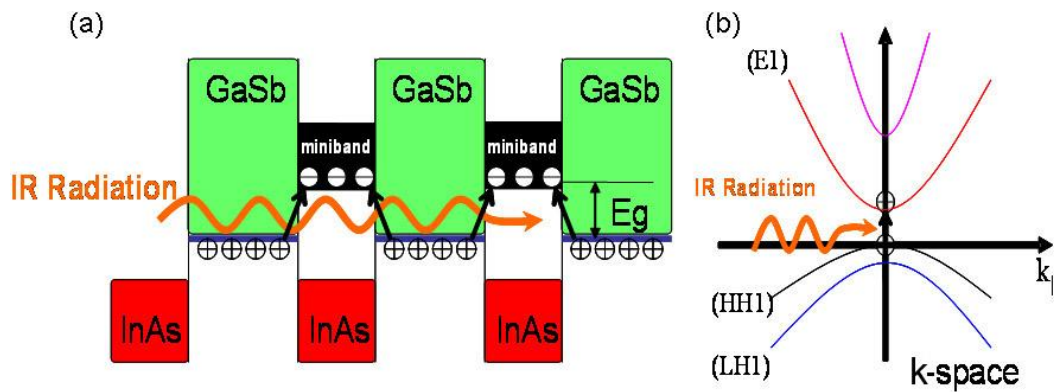 (a)
GaSb GaSb GaSb
miniband miniband
IR Radiation
Eg
InAs InAs InAs
(b)
(E1)
IR Radiation
k
(HH1)
(LH1)
k-space